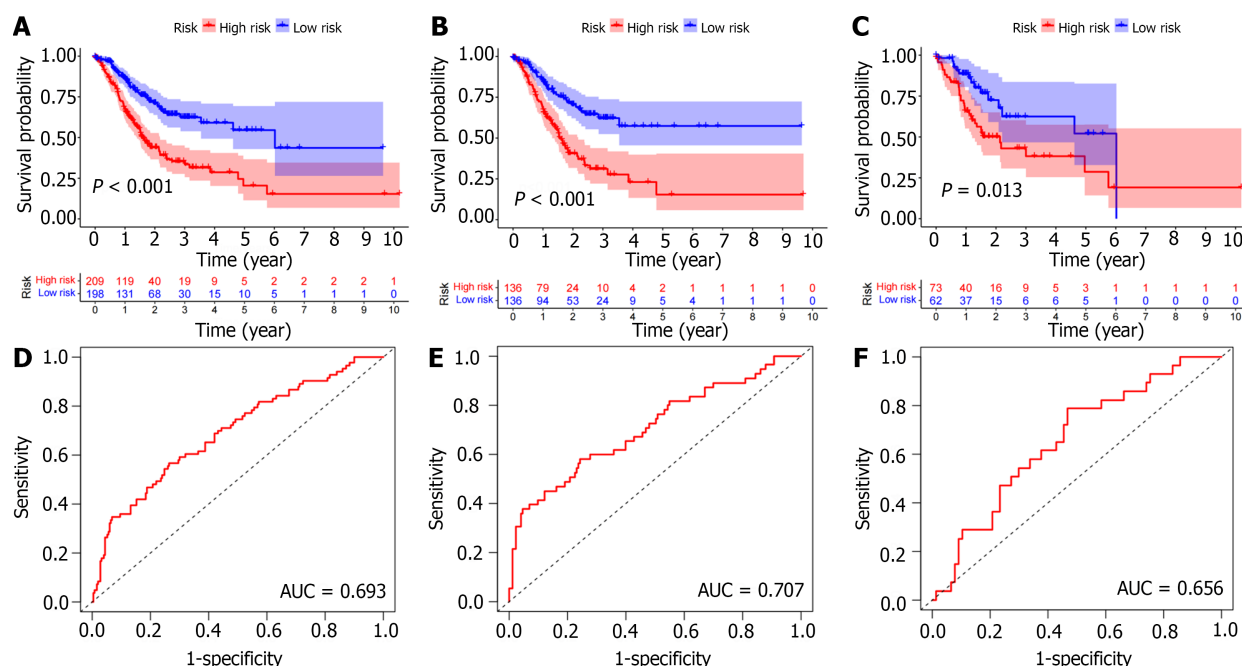 A
Risk High risk Low risk
Survival probability
1.00
0.75
0.50
0.25
0.00
P < 0.001
0 1 2 3 4 5 6 7 8 9 10
Time (year)
Risk
High risk 209 119 40 19 9 5 2 2 2 2 1
Low risk 198 131 68 30 15 10 5 1 1 1 0
0 1 2 3 4 5 6 7 8 9 10
Time (year)
B
Risk High risk Low risk
Survival probability
1.00
0.75
0.50
0.25
0.00
P < 0.001
0 1 2 3 4 5 6 7 8 9 10
Time (year)
Risk
High risk 136 79 24 10 4 2 1 1 1 1 0
Low risk 136 94 53 24 9 5 4 1 1 1 0
0 1 2 3 4 5 6 7 8 9 10
Time (year)
C
Risk High risk Low risk
Survival probability
1.00
0.75
0.50
0.25
0.00
P = 0.013
0 1 2 3 4 5 6 7 8 9 10
Time (year)
Risk
High risk 73 40 16 9 5 3 1 1 1 1 1
Low risk 62 37 15 6 6 5 1 0 0 0 0
0 1 2 3 4 5 6 7 8 9 10
Time (year)
D
Sensitivity
1.0
0.8
0.6
0.4
0.2
0.0
AUC = 0.693
0.0 0.2 0.4 0.6 0.8 1.0
1-specificity
E
Sensitivity
1.0
0.8
0.6
0.4
0.2
0.0
AUC = 0.707
0.0 0.2 0.4 0.6 0.8 1.0
1-specificity
F
Sensitivity
1.0
0.8
0.6
0.4
0.2
0.0
AUC = 0.656
0.0 0.2 0.4 0.6 0.8 1.0
1-specificity